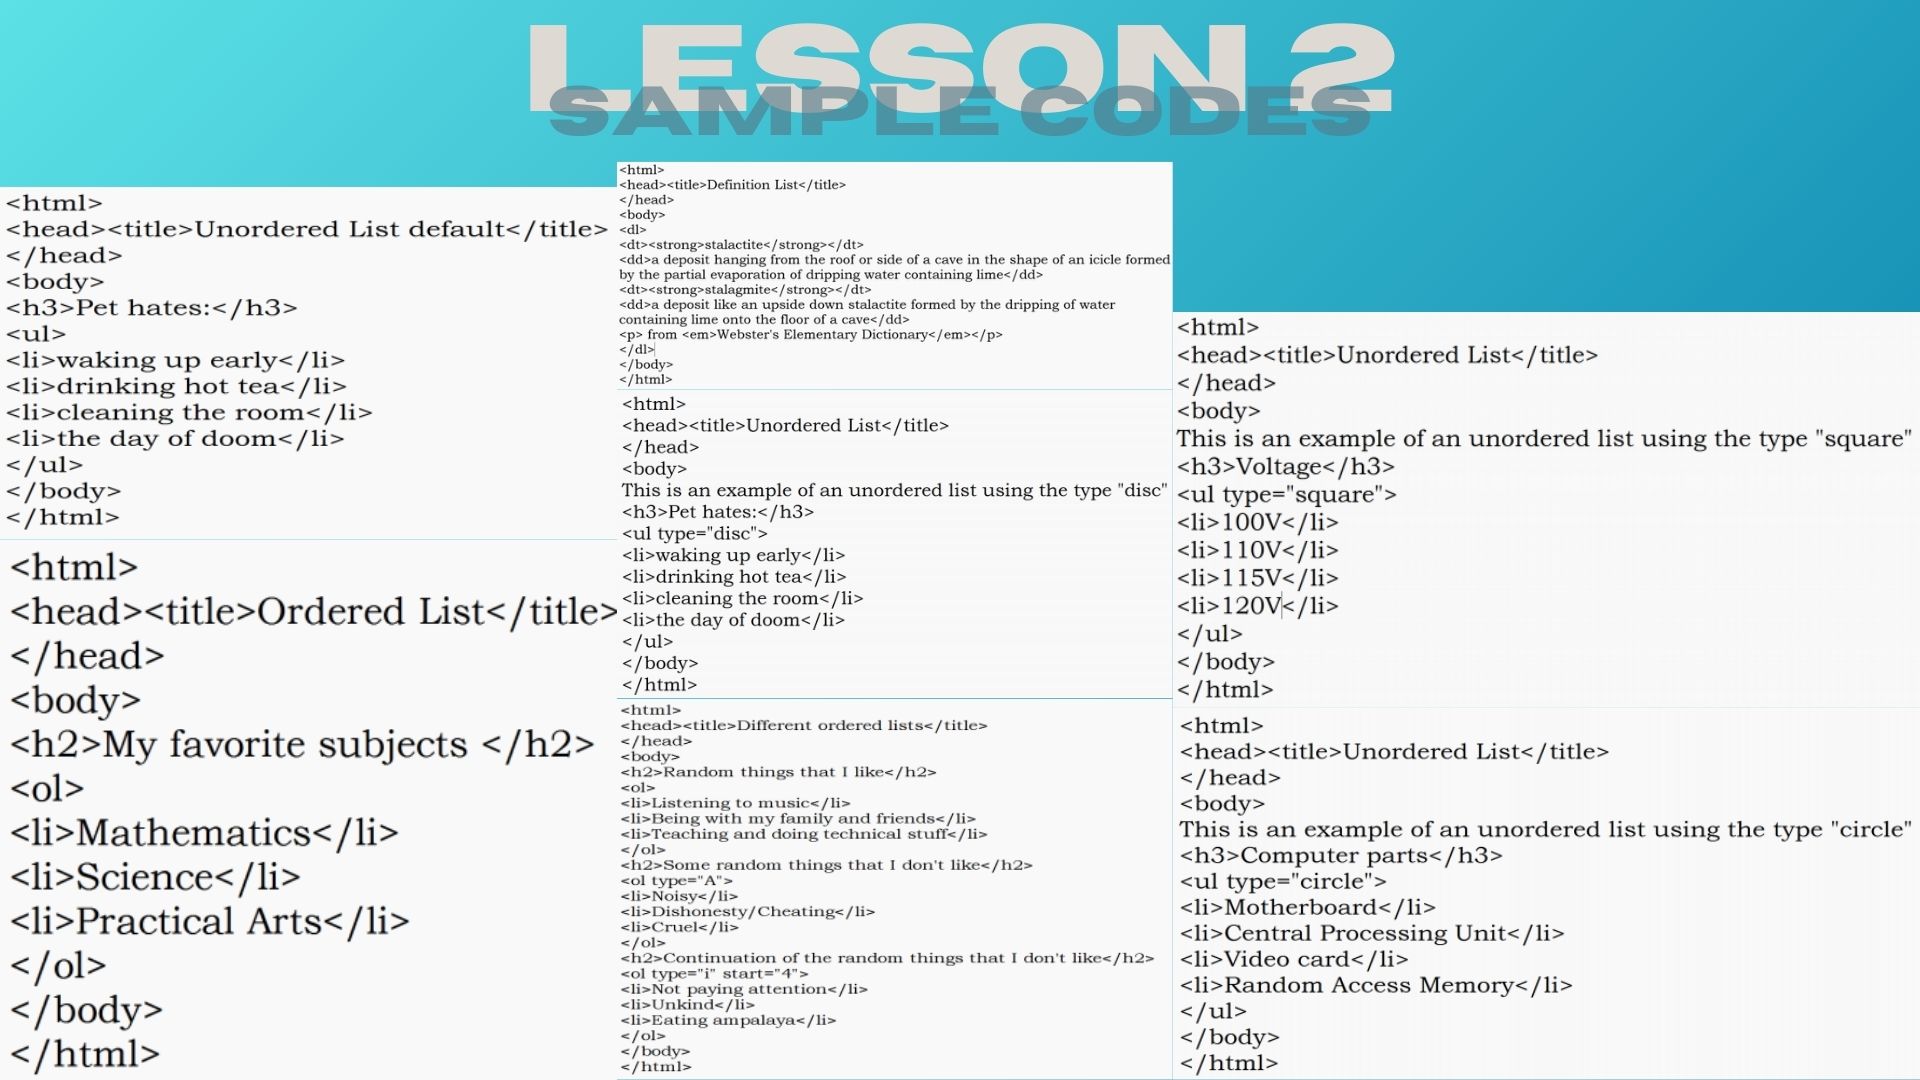 LESSON 2
SAMPLE CODES
<html>
<head><title>Unordered List default</title>
</head>
<body>
<h3>Pet hates:</h3>
<ul>
<li>waking up early</li>
<li>drinking hot tea</li>
<li>cleaning the room</li>
<li>the day of doom</li>
</ul>
</body>
</html>
<html>
<head><title>Ordered List</title>
</head>
<body>
<h2>My favorite subjects </h2>
<ol>
<li>Mathematics</li>
<li>Science</li>
<li>Practical Arts</li>
</ol>
</body>
</html>
<html>
<head><title>Definition List</title>
</head>
<body>
<dl>
<dt><strong>stalactite</strong></dt>
<dd>a deposit hanging from the roof or side of a cave in the shape of an icicle formed
by the partial evaporation of dripping water containing lime</dd>
<dt><strong>stalagmite</strong></dt>
<dd>a deposit like an upside down stalactite formed by the dripping of water
containing lime onto the floor of a cave</dd>
<p> from <em>Webster's Elementary Dictionary</em></p>
</dl>
</body>
</html>
<html>
<head><title>Unordered List</title>
</head>
<body>
This is an example of an unordered list using the type "disc"
<h3>Pet hates:</h3>
<ul type="disc">
<li>waking up early</li>
<li>drinking hot tea</li>
<li>cleaning the room</li>
<li>the day of doom</li>
</ul>
</body>
</html>
<html>
<head><title>Different ordered lists</title>
</head>
<body>
<h2>Random things that I like</h2>
<ol>
<li>Listening to music</li>
<li>Being with my family and friends</li>
<li>Teaching and doing technical stuff</li>
</ol>
<h2>Some random things that I don't like</h2>
<ol type="A">
<li>Noisy</li>
<li>Dishonesty/Cheating</li>
<li>Cruel</li>
</ol>
<h2>Continuation of the random things that I don't like</h2>
<ol type="i" start="4">
<li>Not paying attention</li>
<li>Unkind</li>
<li>Eating ampalaya</li>
</ol>
</body>
</html>
<html>
<head><title>Unordered List</title>
</head>
<body>
This is an example of an unordered list using the type "square"
<h3>Voltage</h3>
<ul type="square">
<li>100V</li>
<li>110V</li>
<li>115V</li>
<li>120V</li>
</ul>
</body>
</html>
<html>
<head><title>Unordered List</title>
</head>
<body>
This is an example of an unordered list using the type "circle"
<h3>Computer parts</h3>
<ul type="circle">
<li>Motherboard</li>
<li>Central Processing Unit</li>
<li>Video card</li>
<li>Random Access Memory</li>
</ul>
</body>
</html>